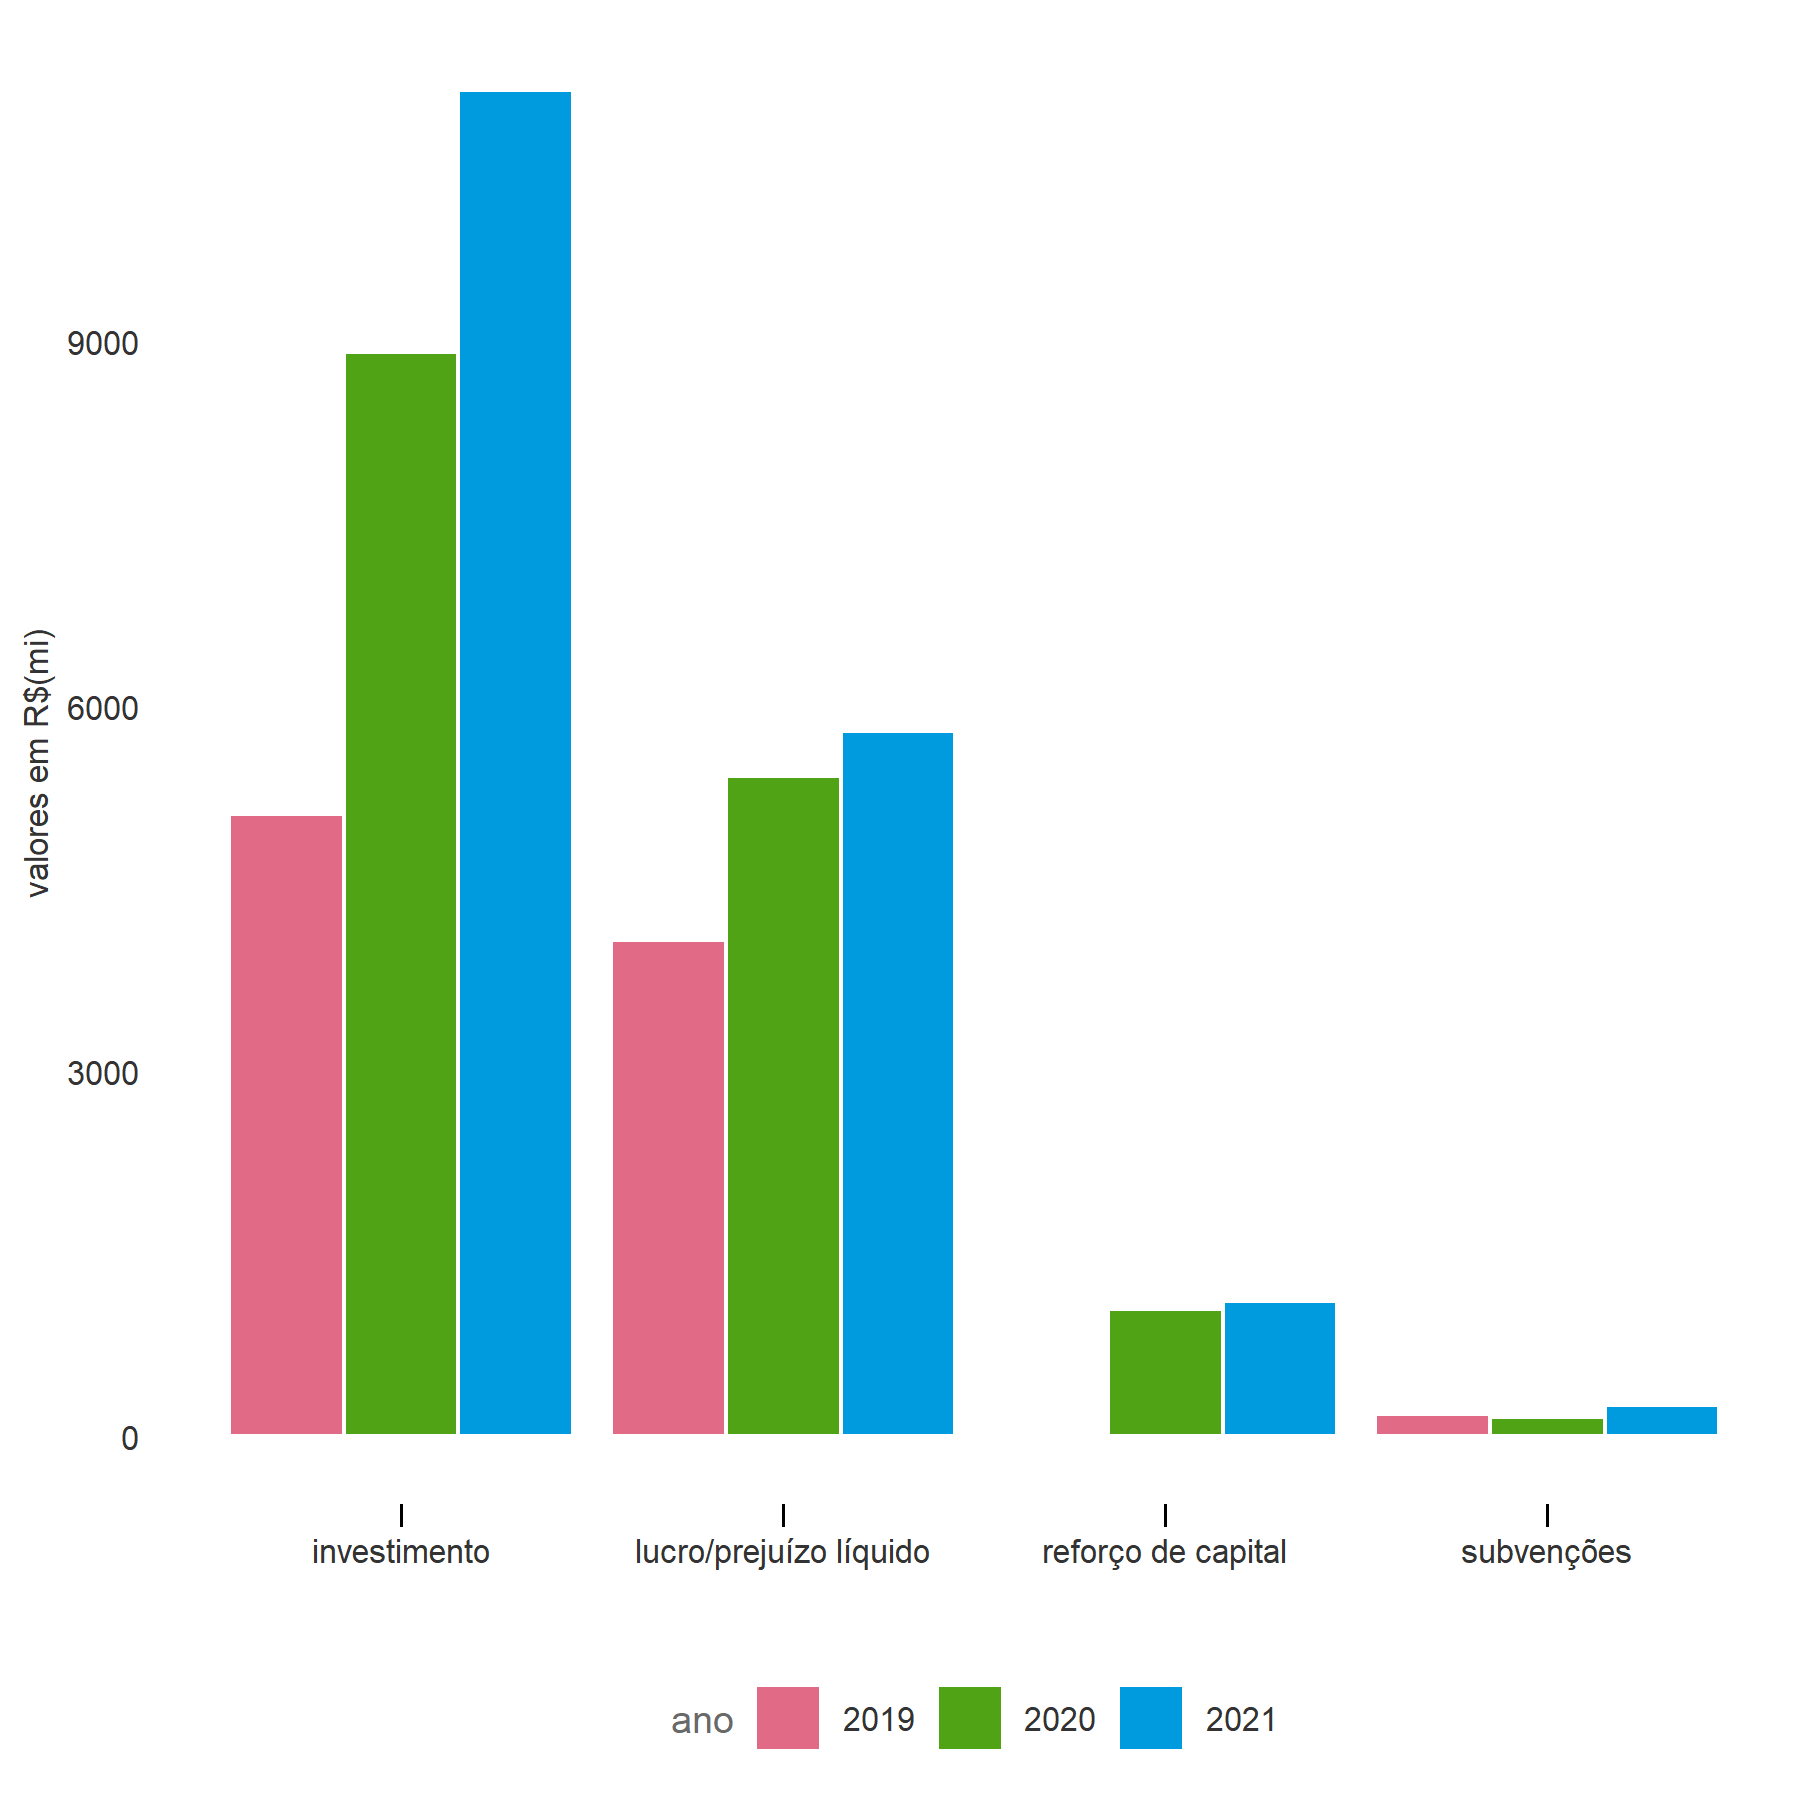 valores em R$(mi)
9000
6000
3000
0
investimento
lucro/prejuízo líquido
reforço de capital
subvenções
ano
2019
2020
2021